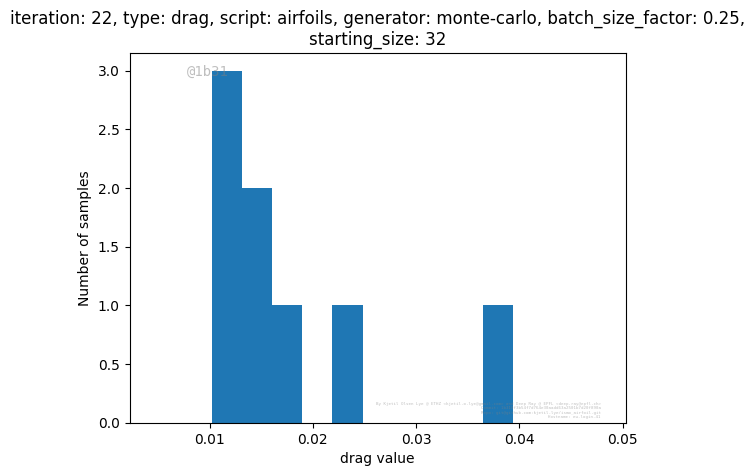 iteration: 22, type: drag, script: airfoils, generator: monte-carlo, batch_size_factor: 0.25,
starting_size: 32
@1b31
3.0
2.5
2.0
1.5
1.0
0.5
0.0
Number of samples
0.01 0.02 0.03 0.04 0.05
drag value